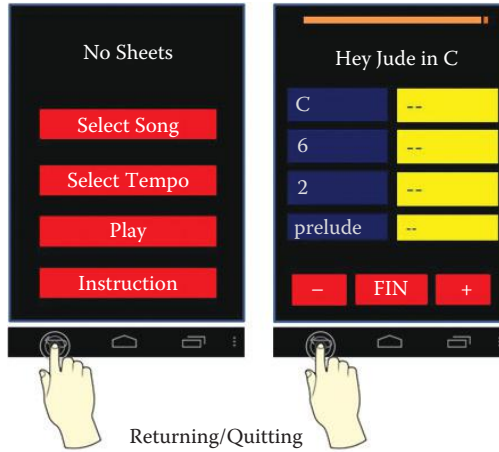 No Sheets
Select Song
Select Tempo
Play
Instruction
Hey Jude in C
C --
6 --
2 --
prelude --
– FIN +
Returning/Quitting